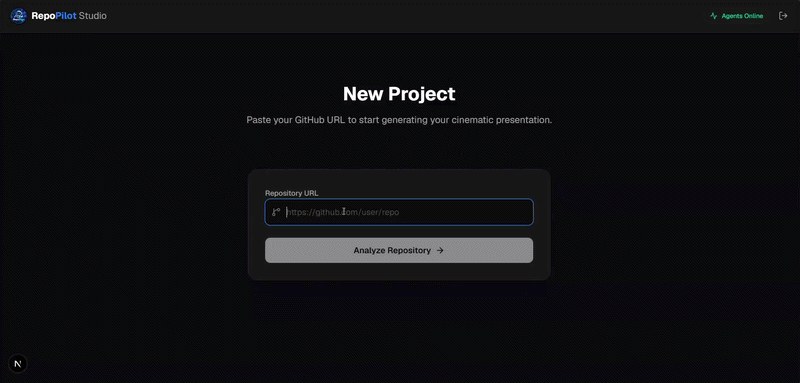 RepoPilot Studio
Agents Online
New Project
Paste your GitHub URL to start generating your cinematic presentation.
Repository URL
https://github.com/user/repo
Analyze Repository
N